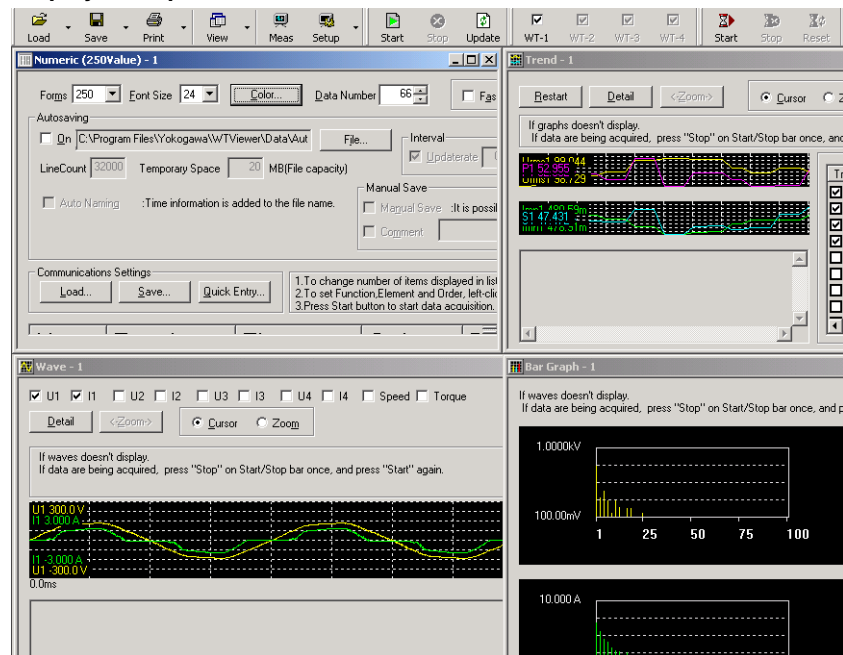 Load Save Print View Meas Setup Start Stop Update WT-1 WT-2 WT-3 WT-4 Start Stop Reset
Numeric (250Value) - 1
Forms 250 Font Size 24 Color... Data Number 66
Autosaving
On C:\Program Files\Yokogawa\WTViewer\Data\Aut File...
Interval
Updaterate
LineCount 32000 Temporary Space 20 MB(File capacity)
Auto Naming :Time information is added to the file name.
Manual Save
Manual Save :It is possil
Comment
Communications Settings
Load... Save... Quick Entry...
1.To change number of items displayed in list
2.To set Function,Element and Order, left-clic
3.Press Start button to start data acquisition.
Trend - 1
Restart Detail <-Zoom-> Cursor
If graphs doesn't display.
If data are being acquired, press "Stop" on Start/Stop bar once, and
P1 52.955
S1 47.431
Wave - 1
U1 I1 U2 I2 U3 I3 U4 I4 Speed Torque
Detail <-Zoom-> Cursor Zoom
If waves doesn't display.
If data are being acquired, press "Stop" on Start/Stop bar once, and press "Start" again.
U1 300.0 V
I1 3.000 A
I1 -3.000 A
U1 -300.0 V
0.0ms
Bar Graph - 1
If waves doesn't display.
If data are being acquired, press "Stop" on Start/Stop bar once, and p
1.0000kV
100.00mV
1 25 50 75 100
10.000 A